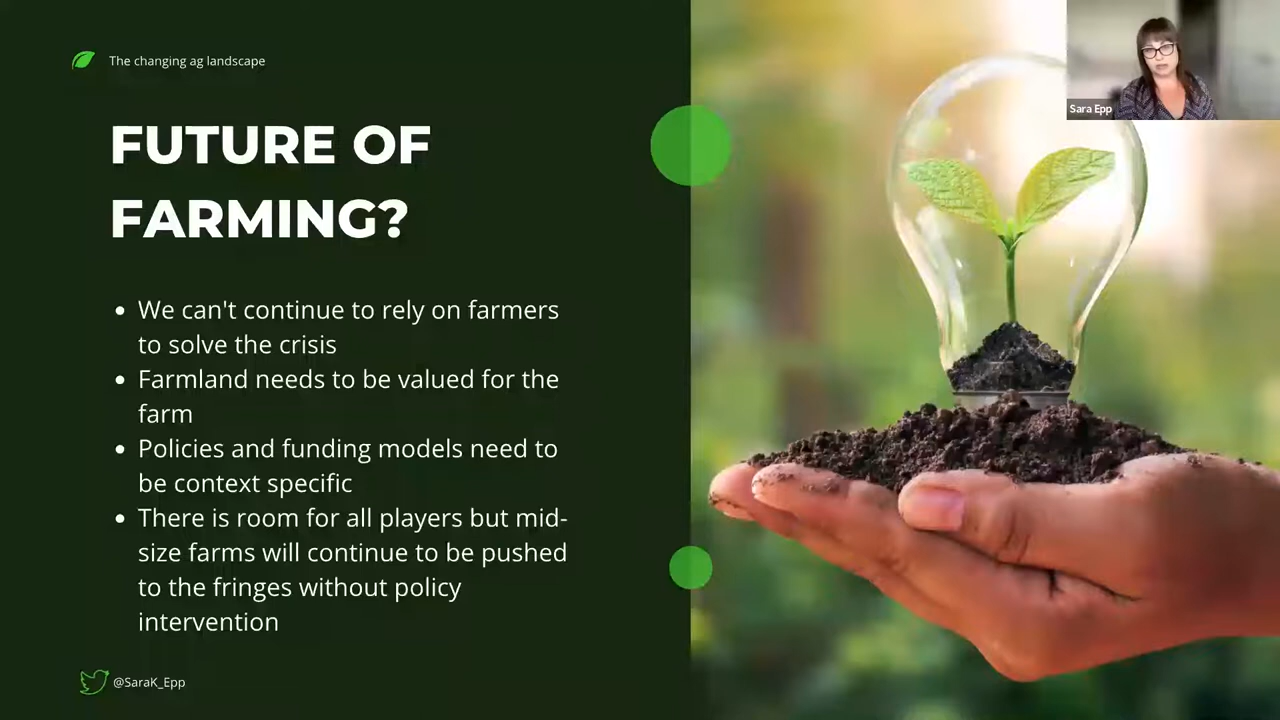 The changing ag landscape
Sara Epp
FUTURE OF
FARMING?
• We can't continue to rely on farmers
to solve the crisis
• Farmland needs to be valued for the
farm
• Policies and funding models need to
be context specific
• There is room for all players but mid-
size farms will continue to be pushed
to the fringes without policy
intervention
@SaraK_Epp